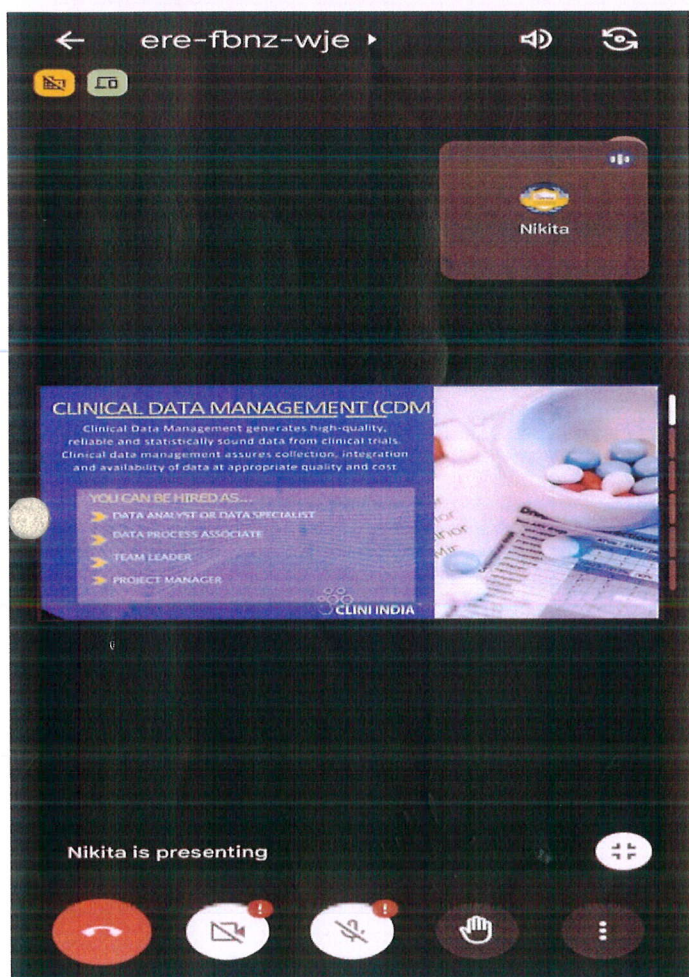 ere-fbnz-wje
Nikita
CLINICAL DATA MANAGEMENT (CDM
Clinical Data Management generates high-quality,
reliable and statistically sound data from clinical trials.
Clinical data management assures collection, integration
and availability of data at appropriate quality and cost
YOU CAN BE HIRED AS...
DATA ANALYST OR DATA SPECIALIST
DATA PROCESS ASSOCIATE
TEAM LEADER
PROJECT MANAGER
CLINI INDIA
Nikita is presenting